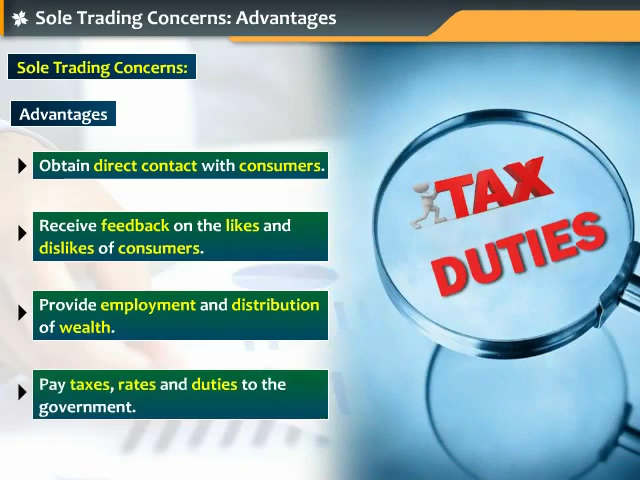 Sole Trading Concerns: Advantages
Sole Trading Concerns:
Advantages
Obtain direct contact with consumers.
Receive feedback on the likes and
dislikes of consumers.
Provide employment and distribution
of wealth.
Pay taxes, rates and duties to the
government.
TAX
DUTIES